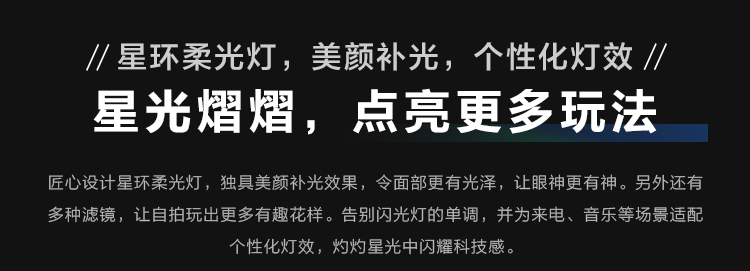 // 星环柔光灯，美颜补光，个性化灯效 //
星光熠熠，点亮更多玩法
匠心设计星环柔光灯，独具美颜补光效果，令面部更有光泽，让眼神更有神。另外还有
多种滤镜，让自拍玩出更多有趣花样。告别闪光灯的单调，并为来电、音乐等场景适配
个性化灯效，灼灼星光中闪耀科技感。